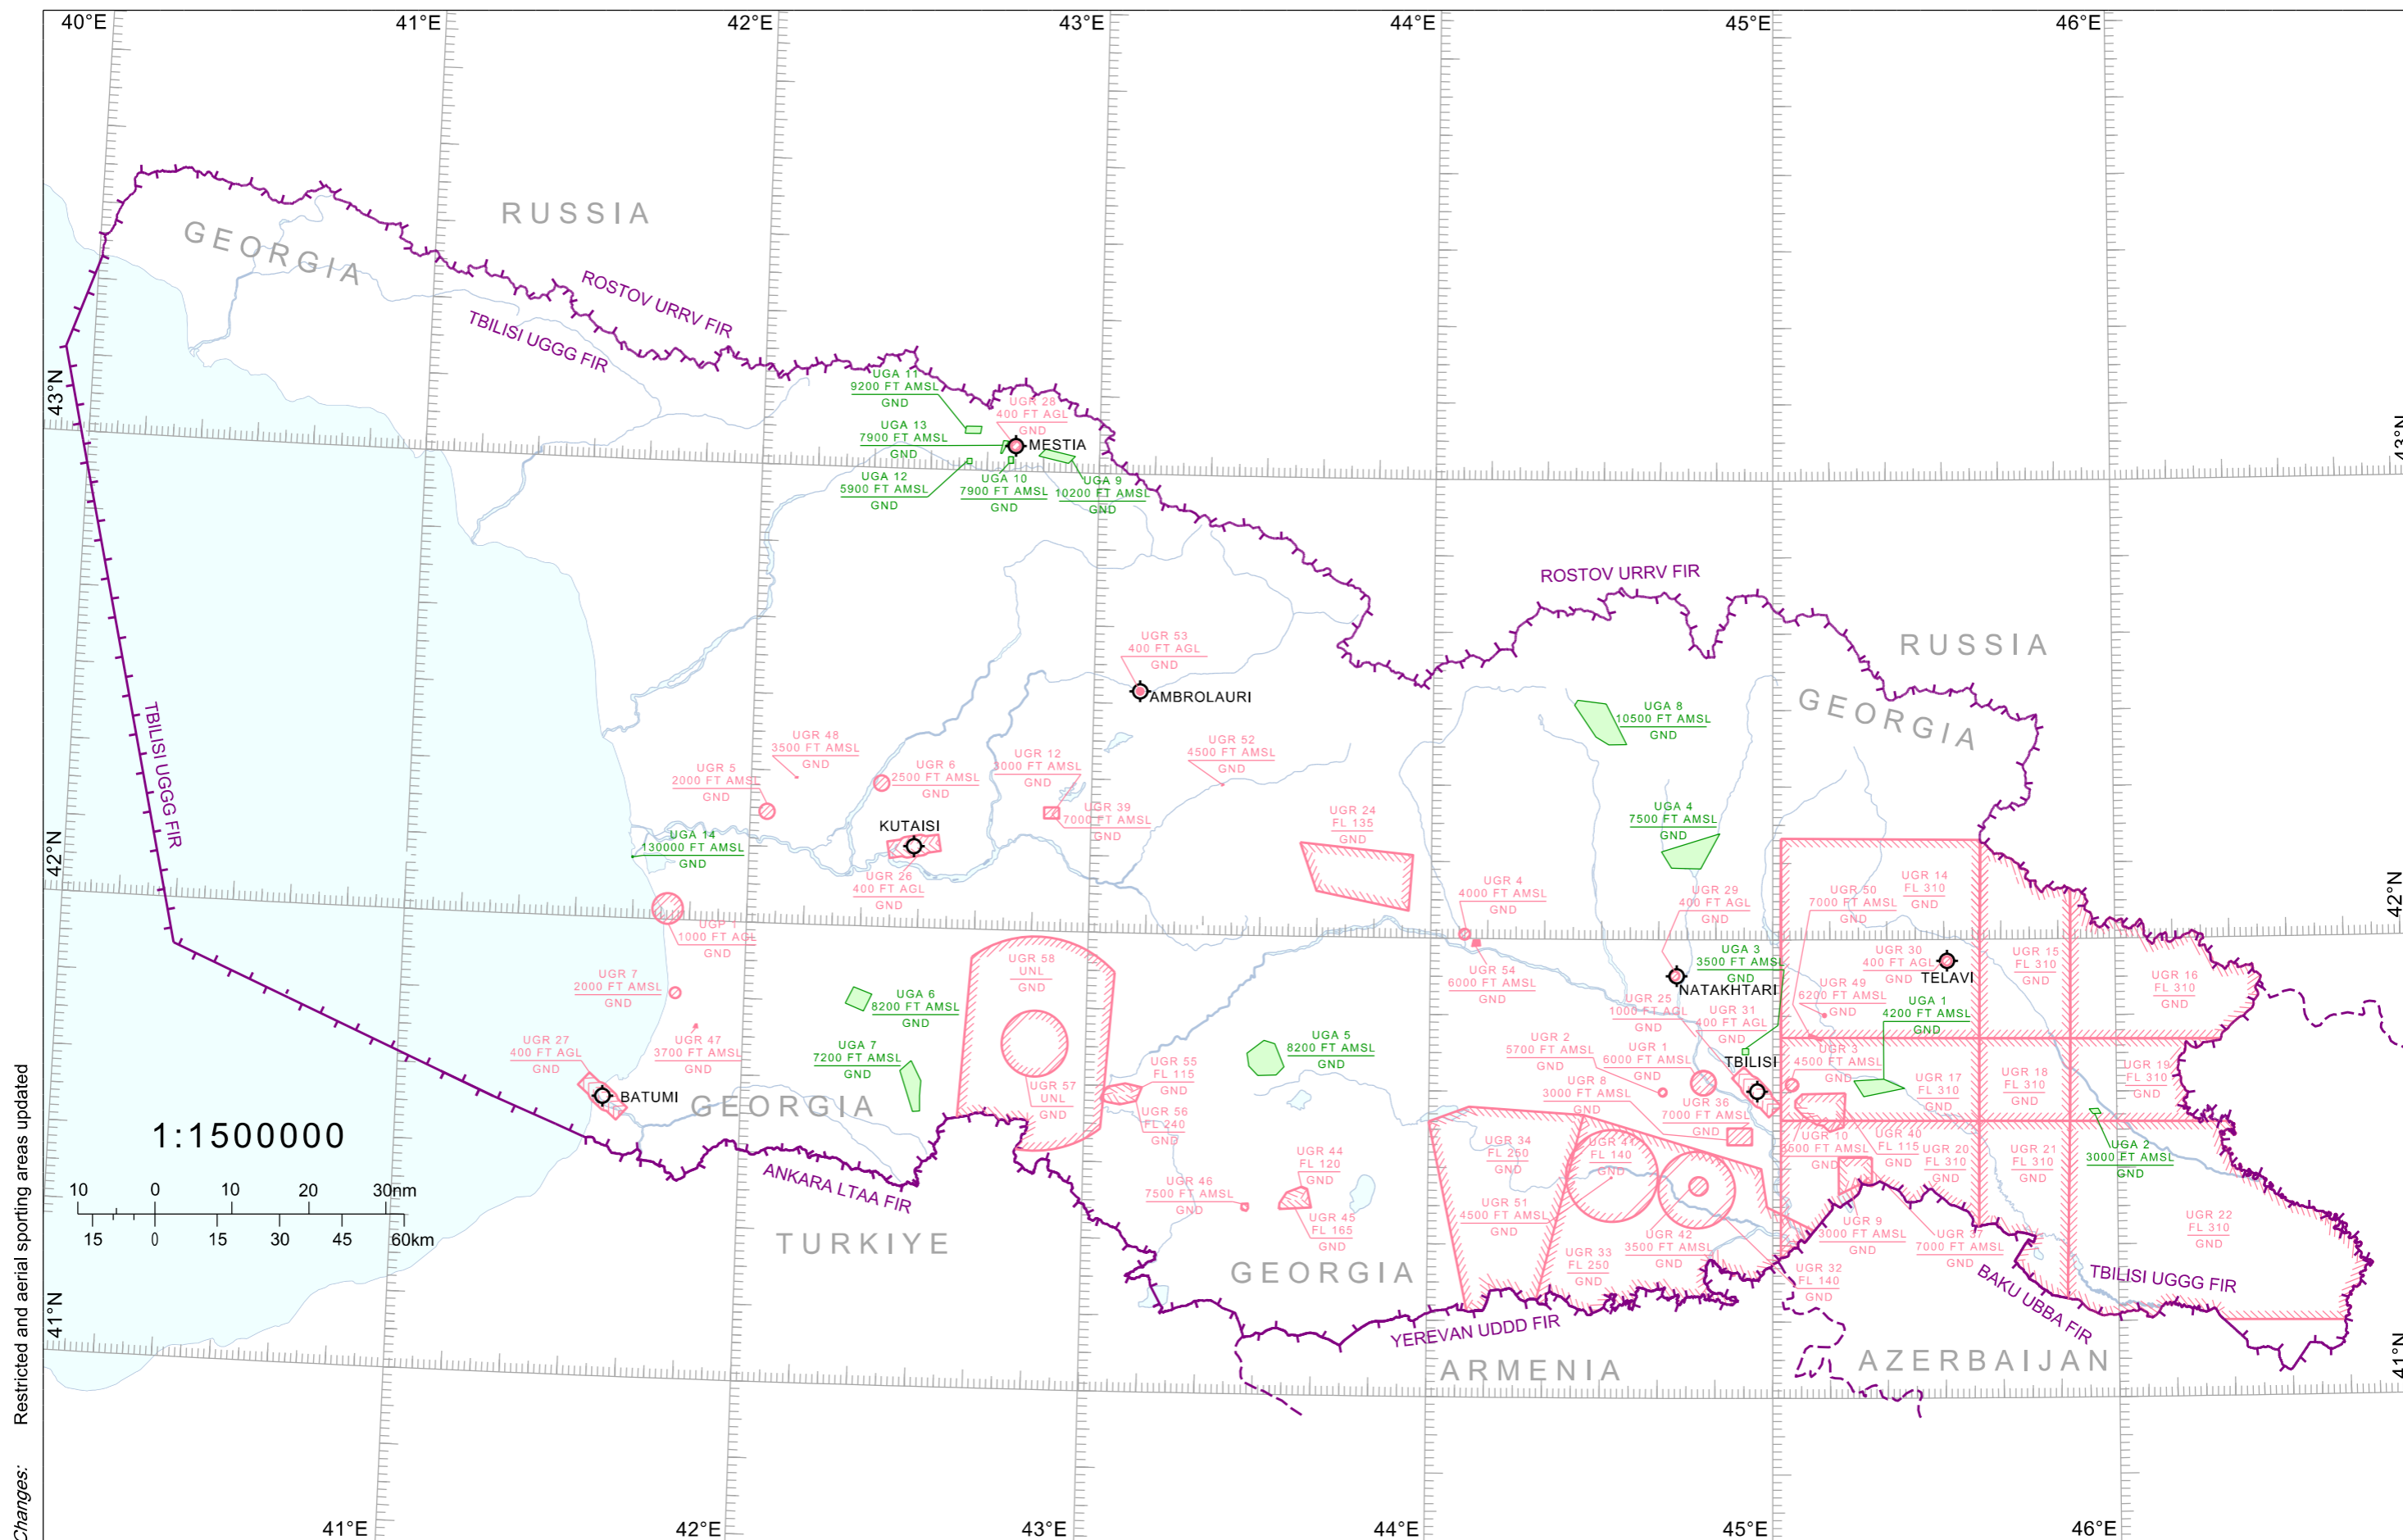 40°E
41°E
42°E
43°E
44°E
45°E
46°E
RUSSIA
GEORGIA
ROSTOV URRV FIR
TBILISI UGGG FIR
43°N
43°N
UGA 11
9200 FT AMSL
GND
UGR 28
400 FT AGL
GND
UGA 13
7900 FT AMSL
GND
MESTIA
UGA 12
5900 FT AMSL
GND
UGA 10
7900 FT AMSL
GND
UGA 9
10200 FT AMSL
GND
ROSTOV URRV FIR
RUSSIA
GEORGIA
UGR 53
400 FT AGL
GND
AMBROLAURI
TBILISI UGGG FIR
UGA 8
10500 FT AMSL
GND
UGR 48
3500 FT AMSL
GND
UGR 5
2000 FT AMSL
GND
UGR 6
2500 FT AMSL
GND
UGR 12
3000 FT AMSL
GND
UGR 52
4500 FT AMSL
GND
UGR 39
7000 FT AMSL
GND
UGR 24
FL 135
GND
UGA 4
7500 FT AMSL
GND
KUTAISI
UGA 14
130000 FT AMSL
GND
UGR 26
400 FT AGL
GND
42°N
42°N
UGR 4
4000 FT AMSL
GND
UGR 29
400 FT AGL
GND
UGR 50
7000 FT AMSL
GND
UGR 14
FL 310
GND
UGP 1
1000 FT AGL
GND
UGR 58
UNL
GND
UGR 54
6000 FT AMSL
GND
UGA 3
3500 FT AMSL
GND
NATAKHTARI
UGR 30
400 FT AGL
GND
TELAVI
UGR 15
FL 310
GND
UGR 16
FL 310
GND
UGR 7
2000 FT AMSL
GND
UGA 6
8200 FT AMSL
GND
UGR 49
6200 FT AMSL
GND
UGA 1
4200 FT AMSL
GND
UGR 25
1000 FT AGL
GND
UGR 31
400 FT AGL
GND
UGR 27
400 FT AGL
GND
UGR 47
3700 FT AMSL
GND
UGA 7
7200 FT AMSL
GND
UGA 5
8200 FT AMSL
GND
UGR 2
5700 FT AMSL
GND
UGR 1
6000 FT AMSL
GND
TBILISI
UGR 3
4500 FT AMSL
GND
BATUMI
GEORGIA
UGR 57
UNL
GND
UGR 55
FL 115
GND
UGR 56
FL 240
GND
UGR 8
3000 FT AMSL
GND
UGR 36
7000 FT AMSL
GND
UGR 17
FL 310
GND
UGR 18
FL 310
GND
UGR 19
FL 310
GND
1:1500000
10 0 10 20 30nm
15 0 15 30 45 60km
ANKARA LTAA FIR
TURKIYE
UGR 46
7500 FT AMSL
GND
UGR 44
FL 120
GND
UGR 45
FL 165
GND
UGR 34
FL 250
GND
UGR 41
FL 140
GND
UGR 10
GND
UGR 40
FL 115
GND
UGR 20
FL 310
GND
UGR 21
FL 310
GND
UGA 2
3000 FT AMSL
GND
UGR 51
4500 FT AMSL
GND
UGR 33
FL 250
GND
UGR 42
3500 FT AMSL
GND
UGR 32
FL 140
GND
UGR 9
3000 FT AMSL
GND
UGR 37
7000 FT AMSL
GND
UGR 22
FL 310
GND
GEORGIA
YEREVAN UDDD FIR
BAKU UBBA FIR
TBILISI UGGG FIR
ARMENIA
AZERBAIJAN
41°N
41°N
41°E
42°E
43°E
44°E
45°E
46°E
Changes: Restricted and aerial sporting areas updated